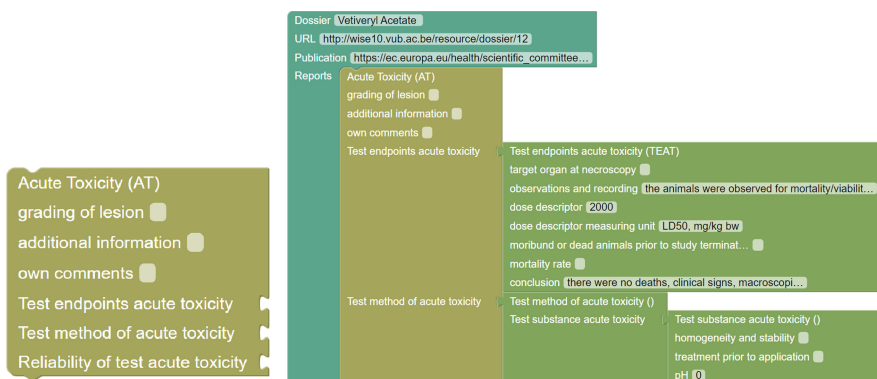 Acute Toxicity (AT)
grading of lesion
additional information
own comments
Test endpoints acute toxicity
Test method of acute toxicity
Reliability of test acute toxicity
Dossier Vetiveryl Acetate
URL http://wise10.vub.ac.be/resource/dossier/12
Publication https://ec.europa.eu/health/scientific_committee…
Reports Acute Toxicity (AT)
grading of lesion
additional information
own comments
Test endpoints acute toxicity Test endpoints acute toxicity (TEAT)
target organ at necroscopy
observations and recording the animals were observed for mortality/viabilit…
dose descriptor 2000
dose descriptor measuring unit LD50, mg/kg bw
moribund or dead animals prior to study terminat…
mortality rate
conclusion there were no deaths, clinical signs, macroscopi…
Test method of acute toxicity Test method of acute toxicity ()
Test substance acute toxicity Test substance acute toxicity ()
homogeneity and stability
treatment prior to application
pH 0